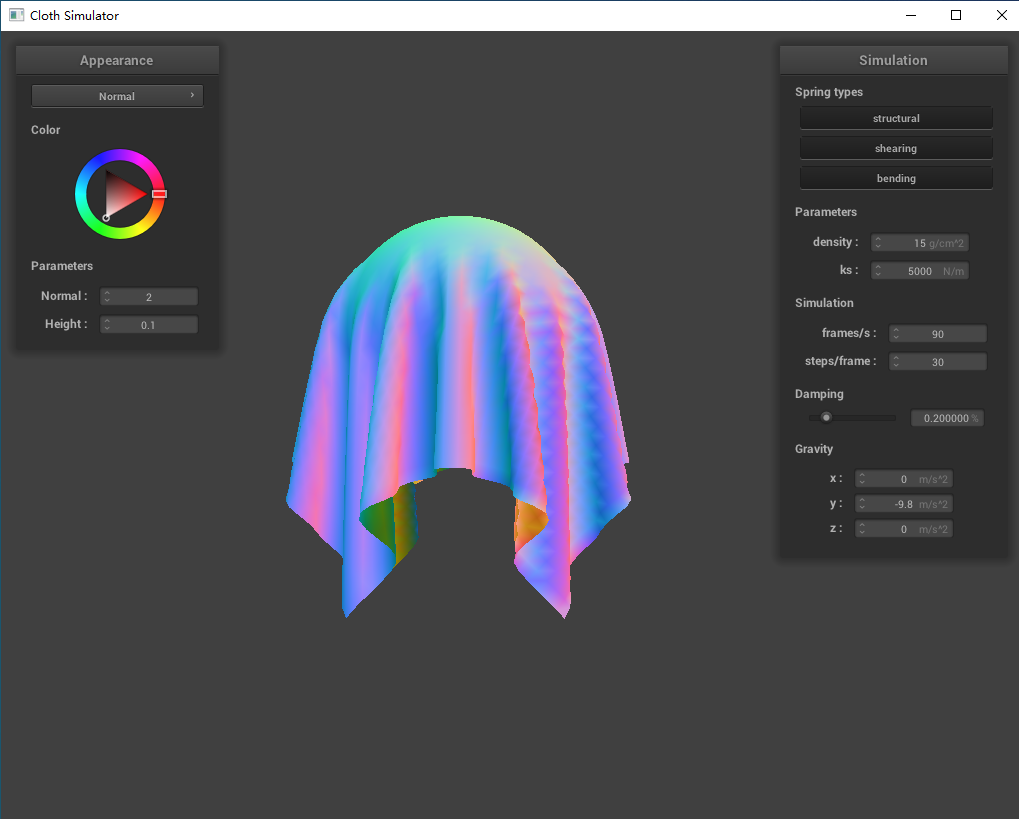 Cloth Simulator
Appearance
Normal
Color
Parameters
Normal :
2
Height :
0.1
Simulation
Spring types
structural
shearing
bending
Parameters
density :
15 g/cm^2
ks :
5000 N/m
Simulation
frames/s :
90
steps/frame :
30
Damping
0.200000 %
Gravity
x :
0 m/s^2
y :
-9.8 m/s^2
z :
0 m/s^2